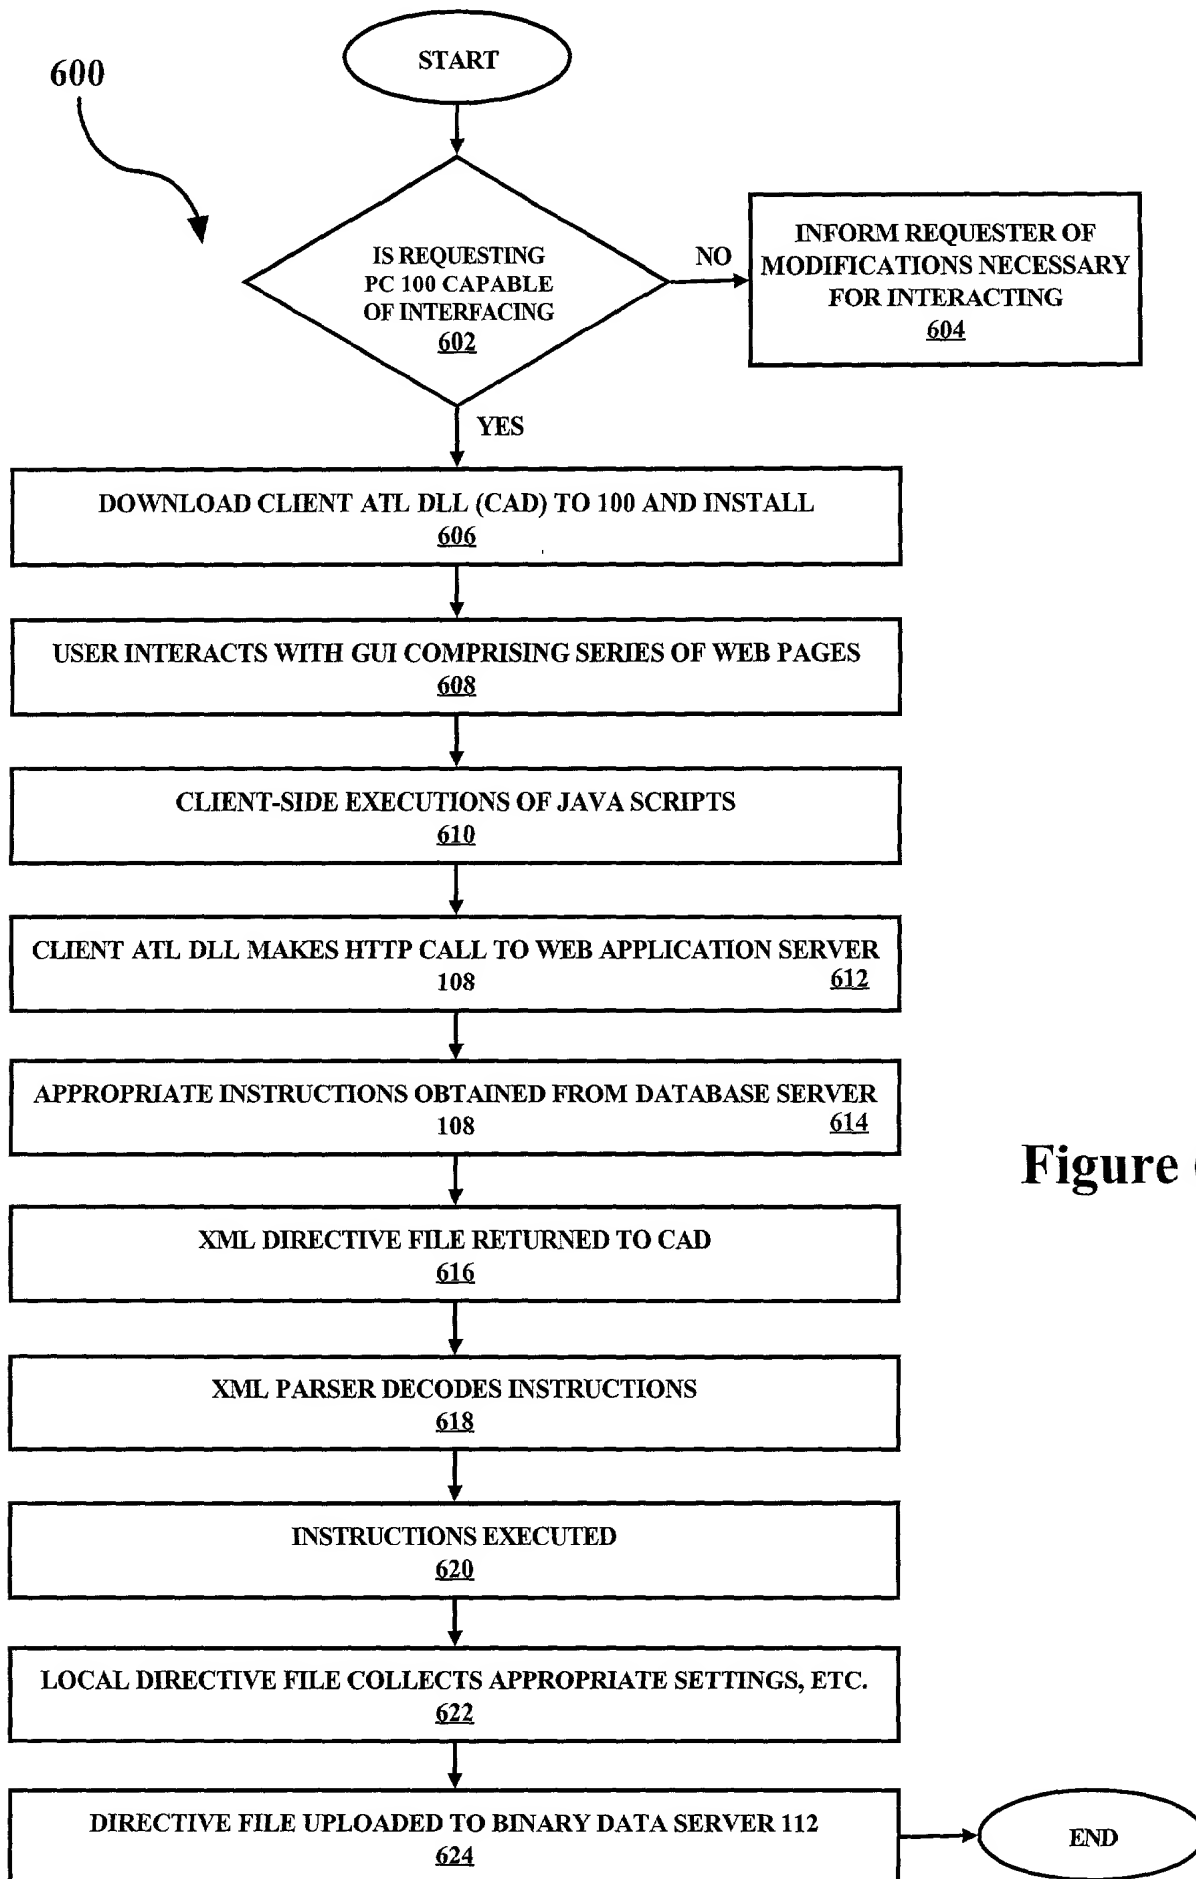 START
600
IS REQUESTING
PC 100 CAPABLE
OF INTERFACING
602
NO
INFORM REQUESTER OF
MODIFICATIONS NECESSARY
FOR INTERACTING
604
YES
DOWNLOAD CLIENT ATL DLL (CAD) TO 100 AND INSTALL
606
USER INTERACTS WITH GUI COMPRISING SERIES OF WEB PAGES
608
CLIENT-SIDE EXECUTIONS OF JAVA SCRIPTS
610
CLIENT ATL DLL MAKES HTTP CALL TO WEB APPLICATION SERVER
108 612
APPROPRIATE INSTRUCTIONS OBTAINED FROM DATABASE SERVER
108 614
Figure
XML DIRECTIVE FILE RETURNED TO CAD
616
XML PARSER DECODES INSTRUCTIONS
618
INSTRUCTIONS EXECUTED
620
LOCAL DIRECTIVE FILE COLLECTS APPROPRIATE SETTINGS, ETC.
622
DIRECTIVE FILE UPLOADED TO BINARY DATA SERVER 112
624
END